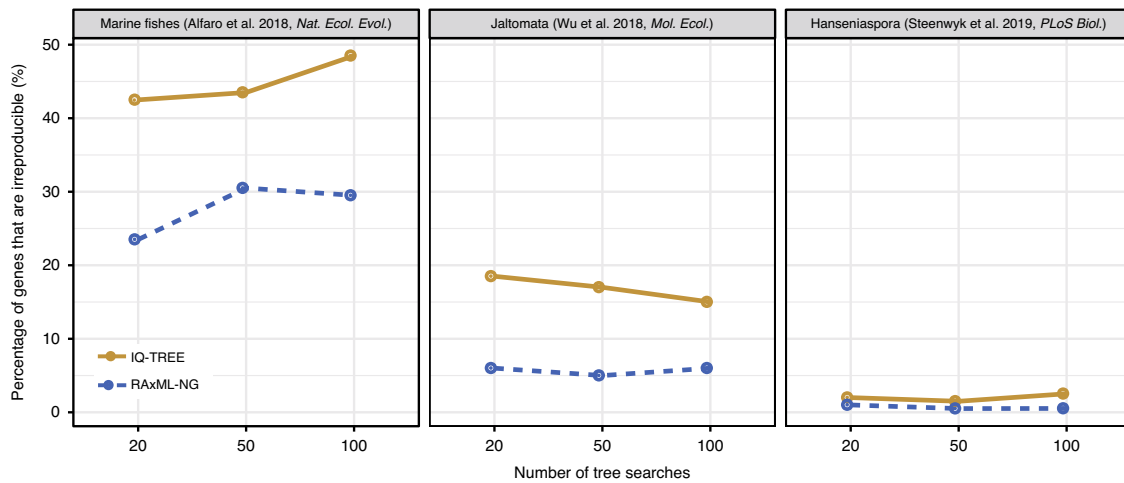 Marine fishes (Alfaro et al. 2018, Nat. Ecol. Evol.)
Jaltomata (Wu et al. 2018, Mol. Ecol.)
Hanseniaspora (Steenwyk et al. 2019, PLoS Biol.)
Percentage of genes that are irreproducible (%)
50
40
30
20
10
0
IQ-TREE
RAxML-NG
20 50 100
20 50 100
20 50 100
Number of tree searches